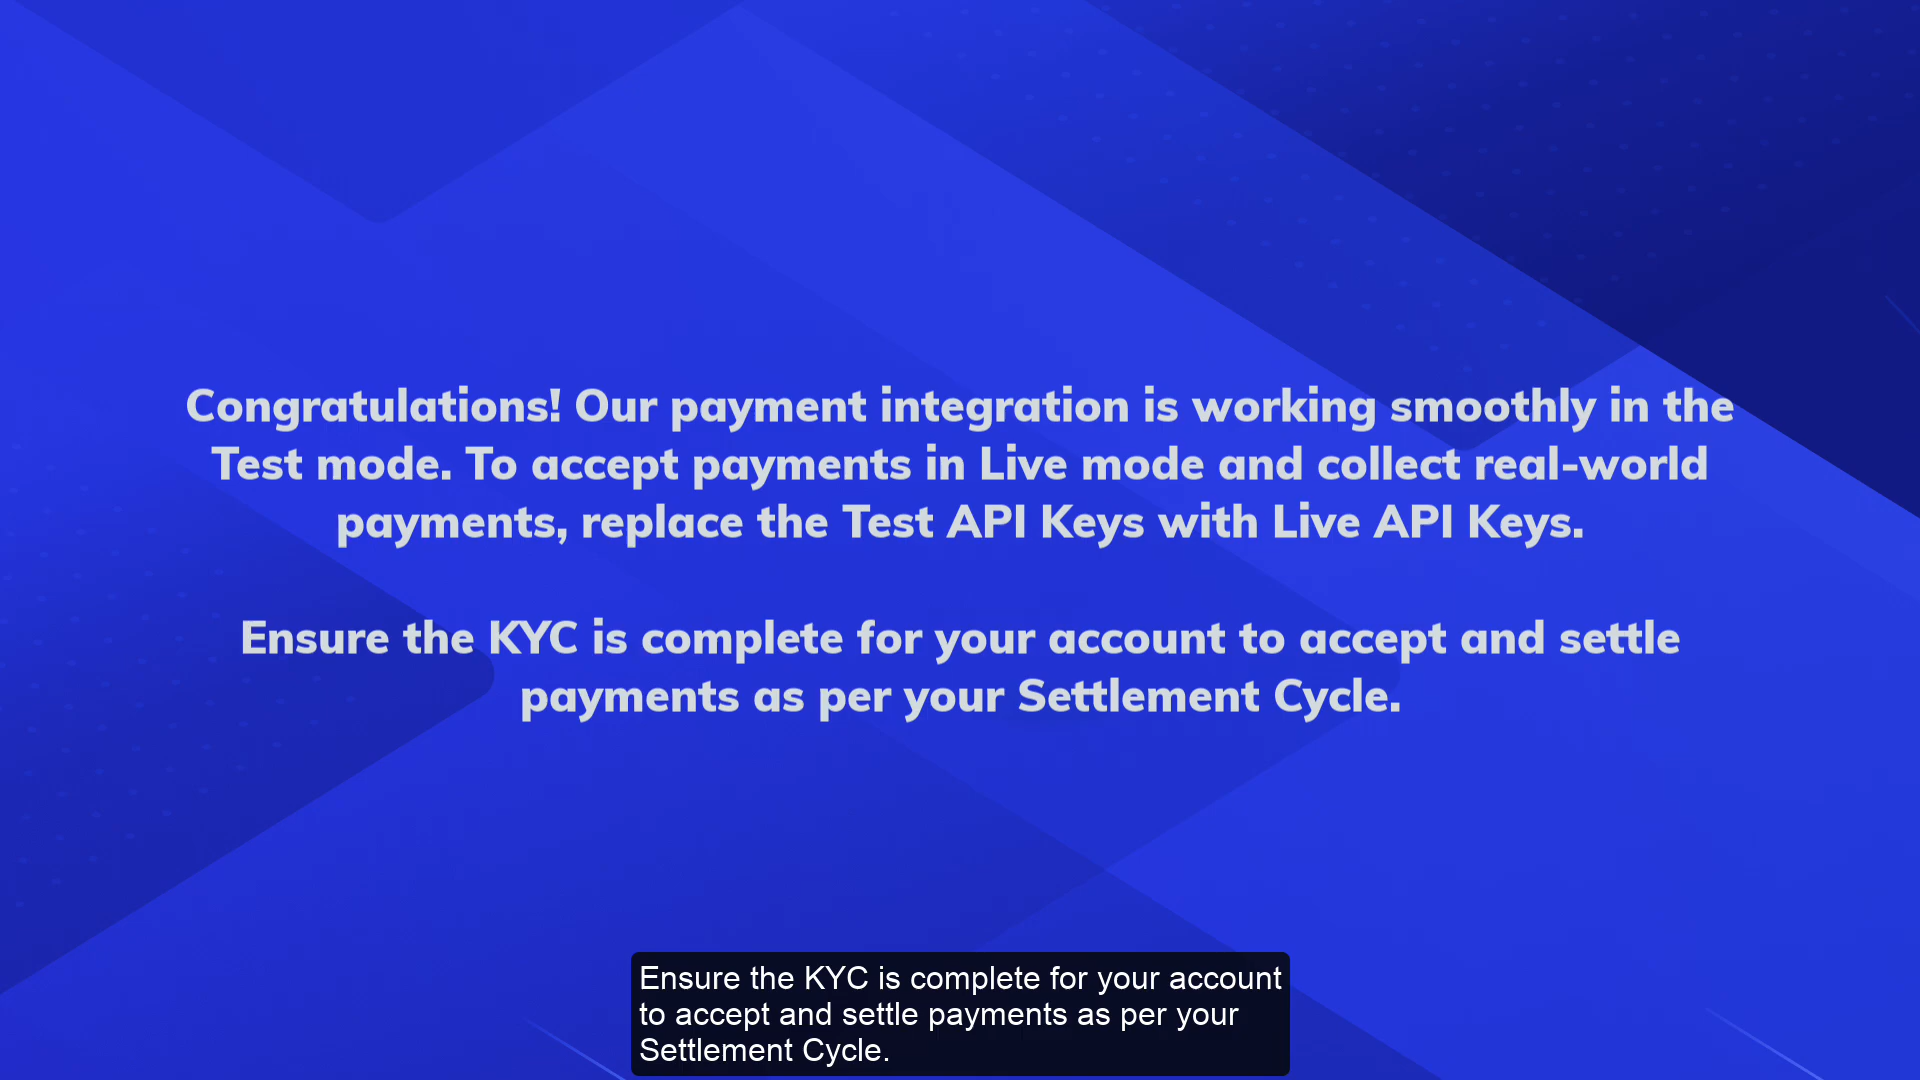 Congratulations! Our payment integration is working smoothly in the
Test mode. To accept payments in Live mode and collect real-world
payments, replace the Test API Keys with Live API Keys.
Ensure the KYC is complete for your account to accept and settle
payments as per your Settlement Cycle.
Ensure the KYC is complete for your account
to accept and settle payments as per your
Settlement Cycle.